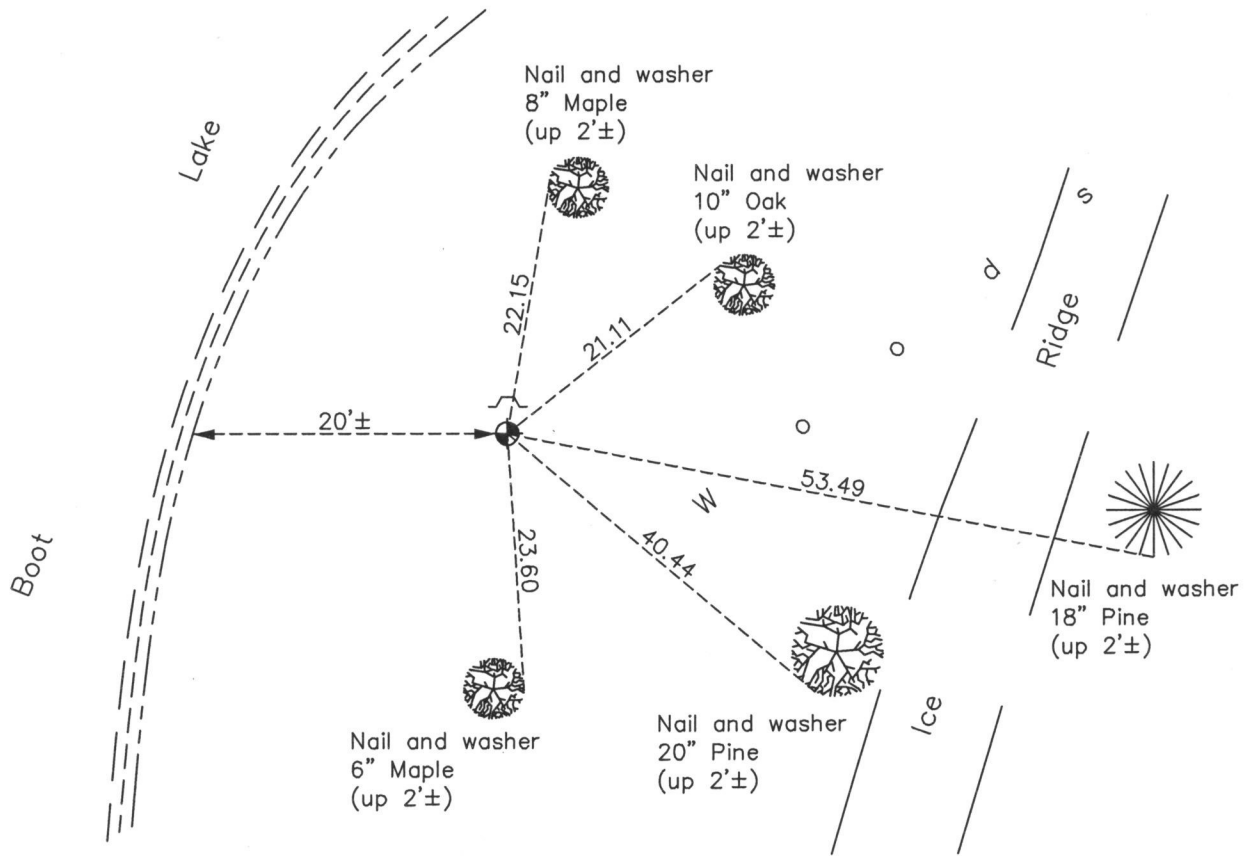 Nail and washer
8" Maple
(up 2'±)
Lake
Nail and washer
10" Oak
(up 2'±)
Woods
Ridge
22.15
21.11
20'±
53.49
23.60
40.44
Boot
Nail and washer
18" Pine
(up 2'±)
Ice
Nail and washer
20" Pine
(up 2'±)
Nail and washer
6" Maple
(up 2'±)